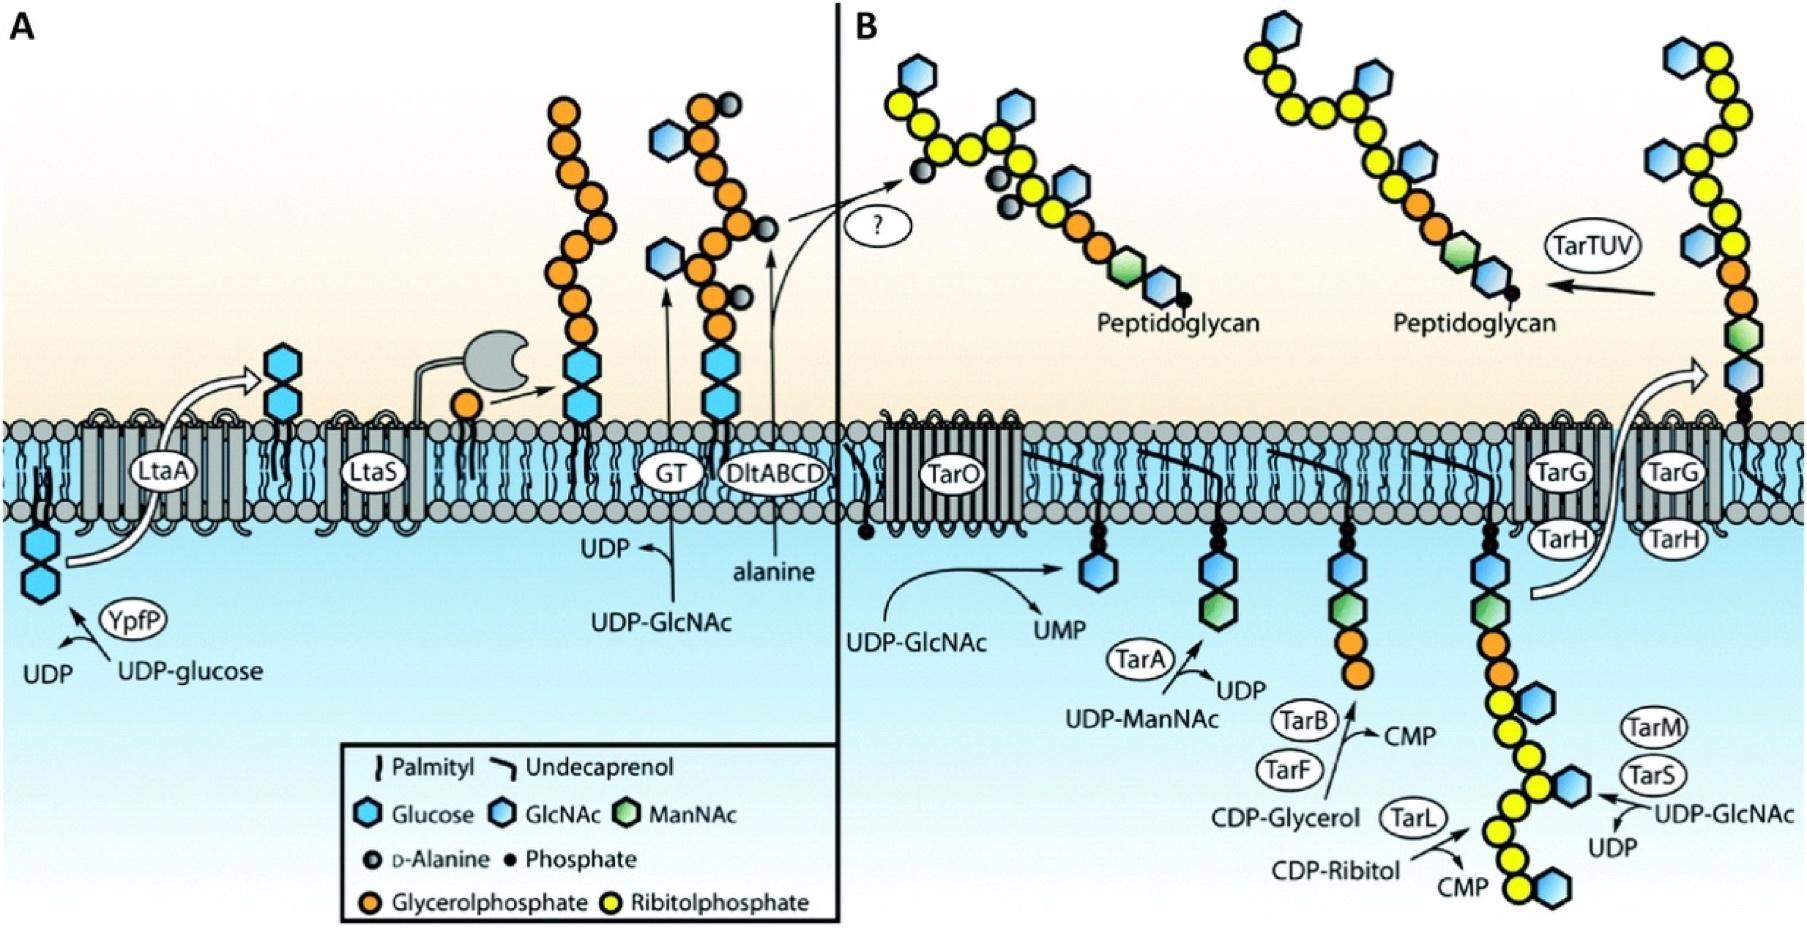 A
B
?
TarTUV
Peptidoglycan
Peptidoglycan
LtaA
LtaS
GT
DltABCD
TarO
TarG
TarG
TarH
TarH
UDP
alanine
UDP-GlcNAc
YpfP
UDP
UDP-glucose
UDP-GlcNAc
UMP
TarA
UDP
UDP-ManNAc
TarB
CMP
TarF
CDP-Glycerol
TarL
CDP-Ribitol
CMP
TarM
TarS
UDP-GlcNAc
UDP
Palmityl Undecaprenol
Glucose GlcNAc ManNAc
D-Alanine Phosphate
Glycerolphosphate Ribitolphosphate